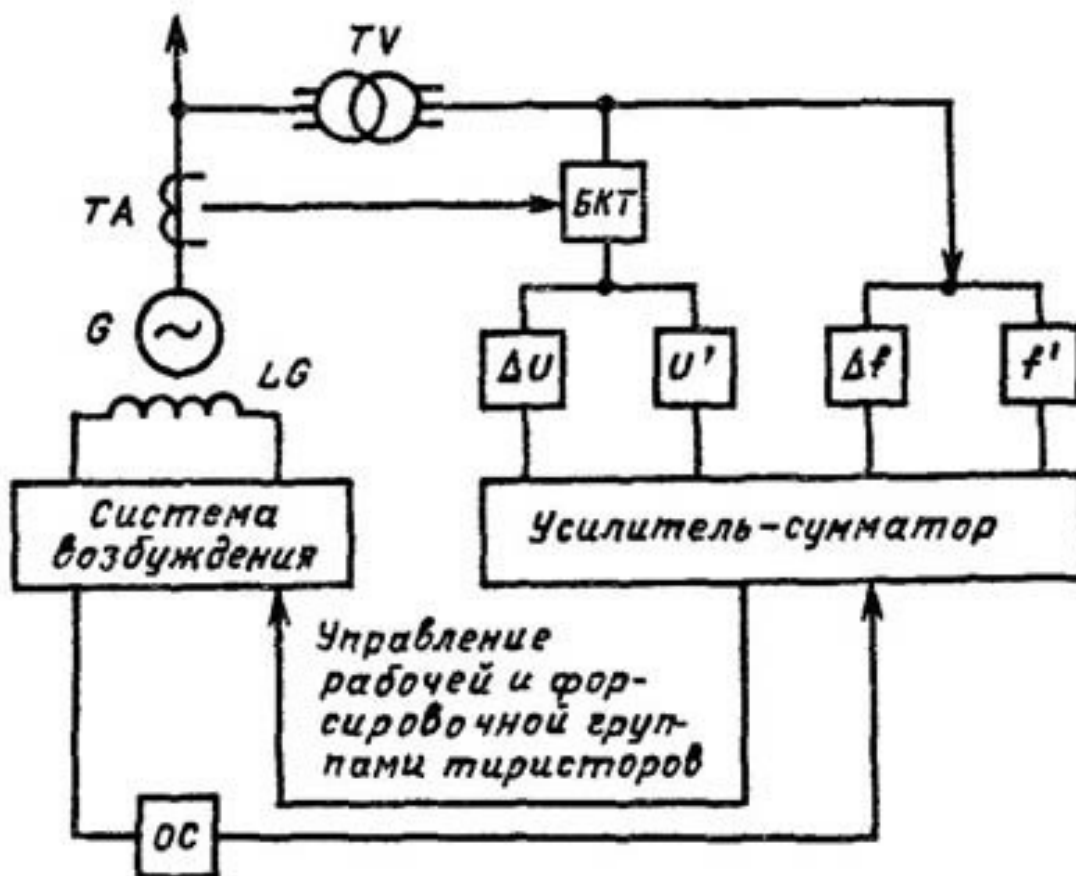 TV
TA
БКТ
G
LG
ΔU
U'
Δf
f'
Система
возбуждения
Усилитель-сумматор
Управление
рабочей и фор-
сировочной груп-
пами тиристоров
ОС